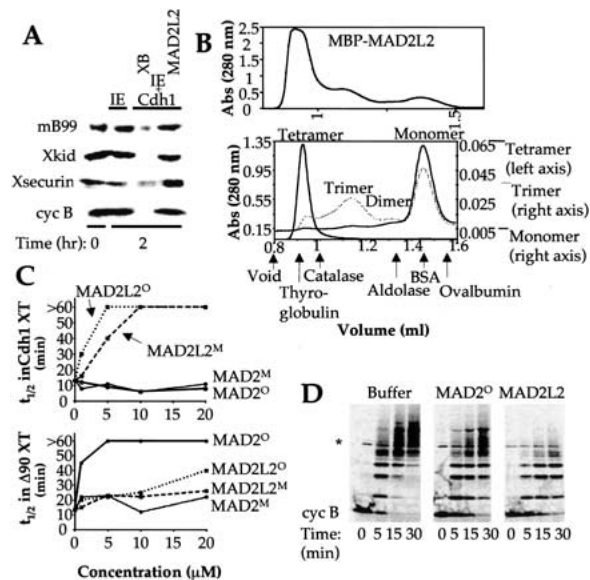 A
IE
XB
IE
+
Cdh1
MAD2L2
mB99
Xkid
Xsecurin
cyc B
Time (hr): 0 2
B
MBP-MAD2L2
Abs (280 nm)
2.5
2.0
1.5
1.0
0.5
0
1
1.5
Tetramer
Monomer
Trimer
Dimer
Abs (280 nm)
1.35
0.95
0.55
0.15
0.065
0.045
0.025
0.005
Tetramer
(left axis)
Trimer
(right axis)
Monomer
(right axis)
0.8 1 1.2 1.4 1.6
Void
Thyro-
globulin
Catalase
Aldolase
BSA
Ovalbumin
Volume (ml)
C
t1/2 in Cdh1 XT
(min)
>60
50
40
30
20
10
0
MAD2L2O
MAD2L2M
MAD2M
MAD2O
0 5 10 15 20
t1/2 in Δ90 XT
(min)
>60
50
40
30
20
10
0
MAD2O
MAD2L2O
MAD2L2M
MAD2M
0 5 10 15 20
Concentration (μM)
D
Buffer MAD2O MAD2L2
*
cyc B
Time: 0 5 15 30 0 5 15 30 0 5 15 30
(min)